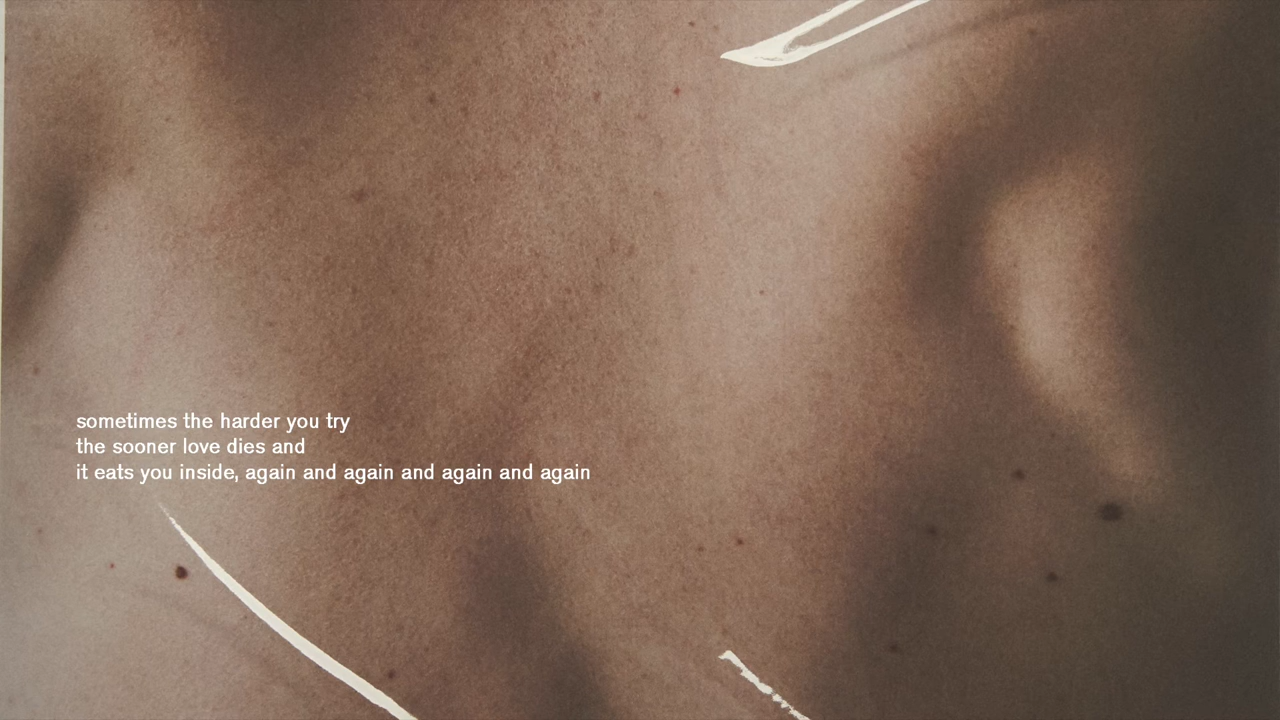 sometimes the harder you try
the sooner love dies and
it eats you inside, again and again and again and again